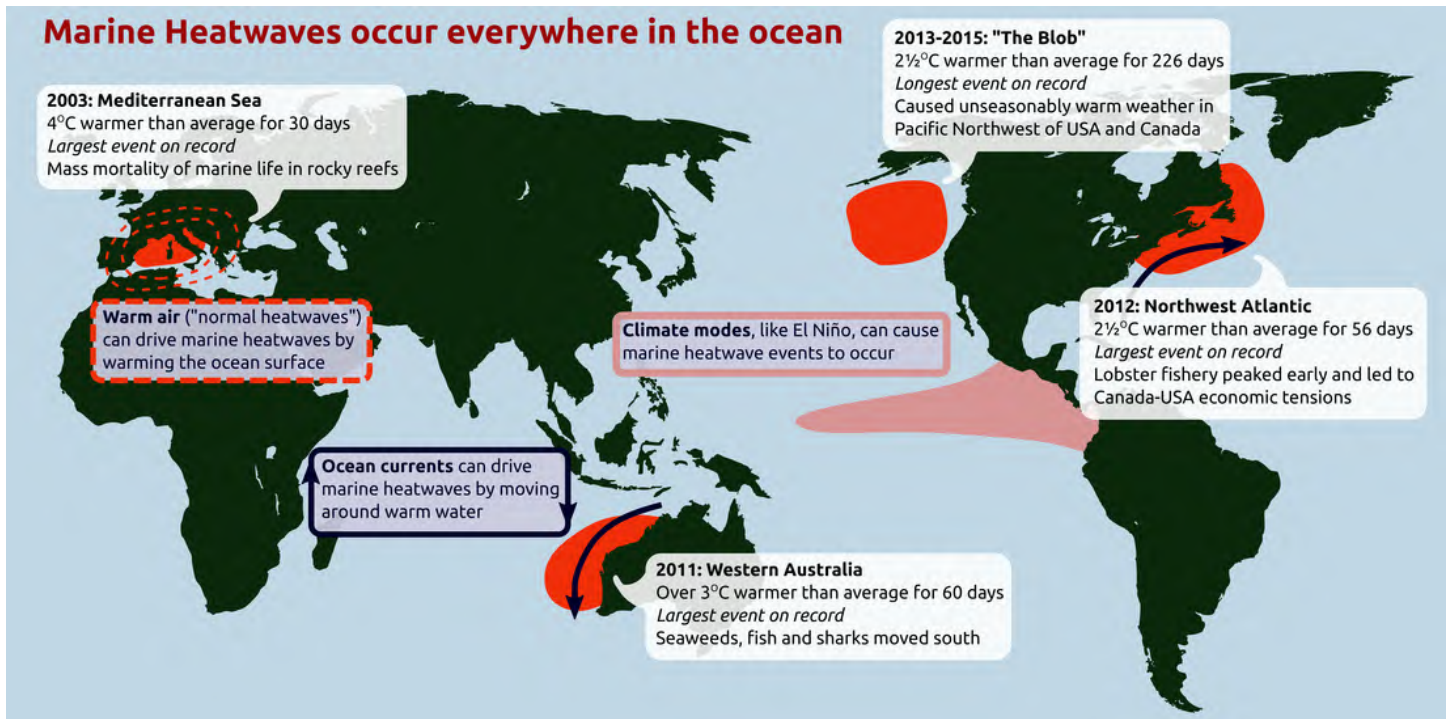 Marine Heatwaves occur everywhere in the ocean
2013-2015: "The Blob"
2½°C warmer than average for 226 days
Longest event on record
Caused unseasonably warm weather in
Pacific Northwest of USA and Canada
2003: Mediterranean Sea
4°C warmer than average for 30 days
Largest event on record
Mass mortality of marine life in rocky reefs
Warm air ("normal heatwaves")
can drive marine heatwaves by
warming the ocean surface
Climate modes, like El Niño, can cause
marine heatwave events to occur
2012: Northwest Atlantic
2½°C warmer than average for 56 days
Largest event on record
Lobster fishery peaked early and led to
Canada-USA economic tensions
Ocean currents can drive
marine heatwaves by moving
around warm water
2011: Western Australia
Over 3°C warmer than average for 60 days
Largest event on record
Seaweeds, fish and sharks moved south